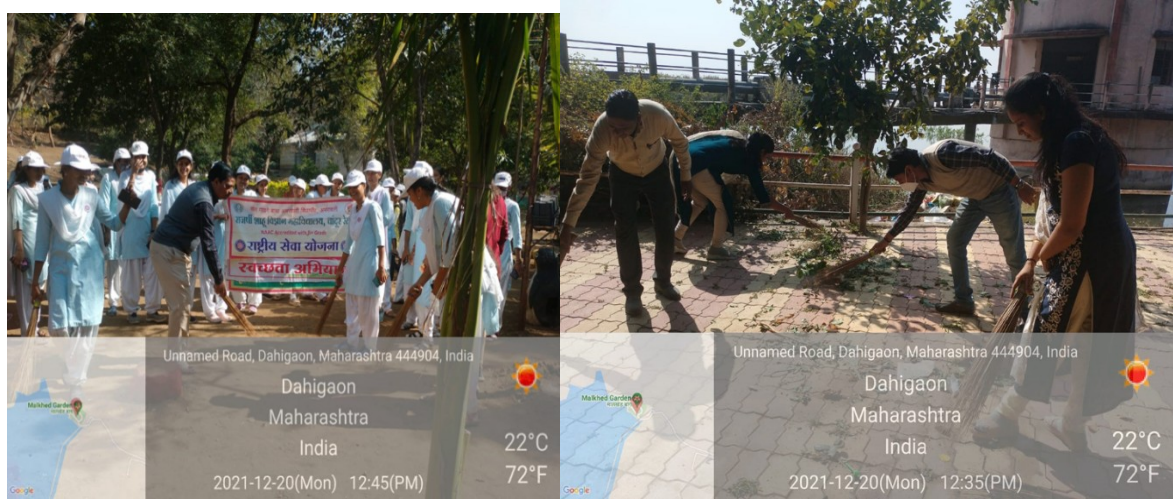 राष्ट्रीय सेवा योजना
स्वच्छता अभिया
Unnamed Road, Dahigaon, Maharashtra 444904, India
Dahigaon
Maharashtra
India
2021-12-20(Mon) 12:45(PM)
22°C
72°F
Malkhed Garden
Google
Unnamed Road, Dahigaon, Maharashtra 444904, India
Dahigaon
Maharashtra
India
2021-12-20(Mon) 12:35(PM)
22°C
72°F
Malkhed Garden
Google